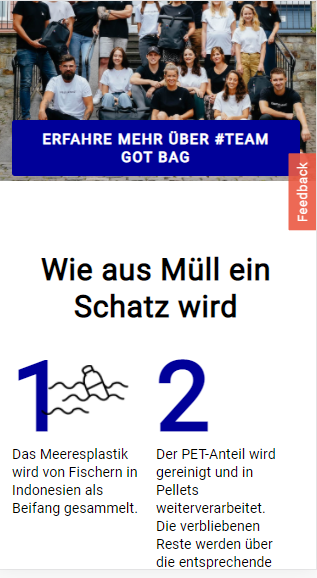 ERFAHRE MEHR ÜBER #TEAM
GOT BAG
Feedback
Wie aus Müll ein
Schatz wird
1
Das Meeresplastik
wird von Fischern in
Indonesien als
Beifang gesammelt.
2
Der PET-Anteil wird
gereinigt und in
Pellets
weiterverarbeitet.
Die verbliebenen
Reste werden über
die entsprechende